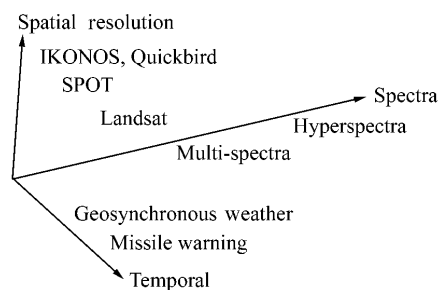 Spatial resolution
IKONOS, Quickbird
SPOT
Landsat
Spectra
Hyperspectra
Multi-spectra
Geosynchronous weather
Missile warning
Temporal